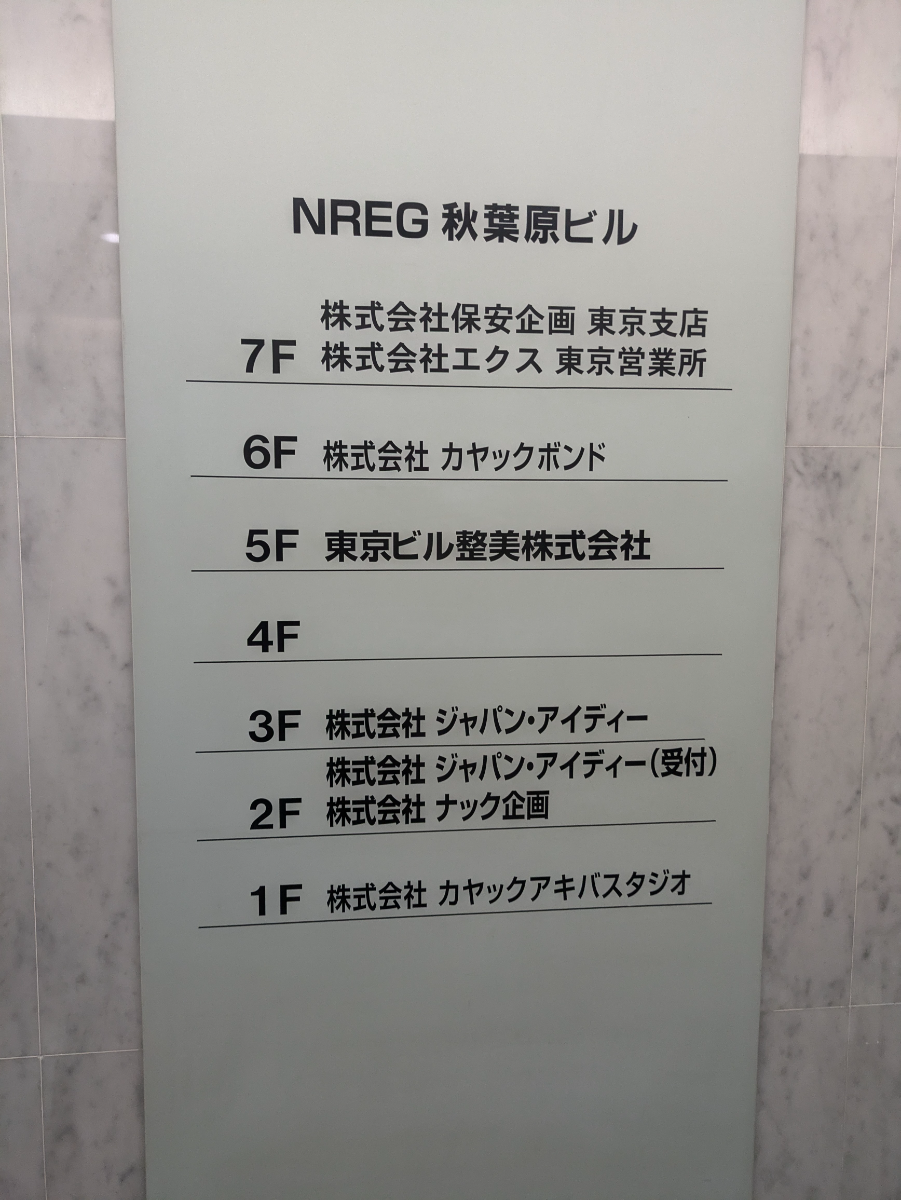 NREG 秋葉原ビル
株式会社保安企画 東京支店
7F 株式会社エクス 東京営業所
6F 株式会社 カヤックボンド
5F 東京ビル整美株式会社
4F
3F 株式会社 ジャパン・アイディー
株式会社 ジャパン・アイディー(受付)
2F 株式会社 ナック企画
1F 株式会社 カヤックアキバスタジオ